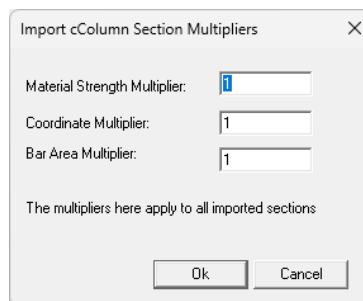 Import cColumn Section Multipliers
Material Strength Multiplier: 1
Coordinate Multiplier: 1
Bar Area Multiplier: 1
The multipliers here apply to all imported sections
Ok Cancel